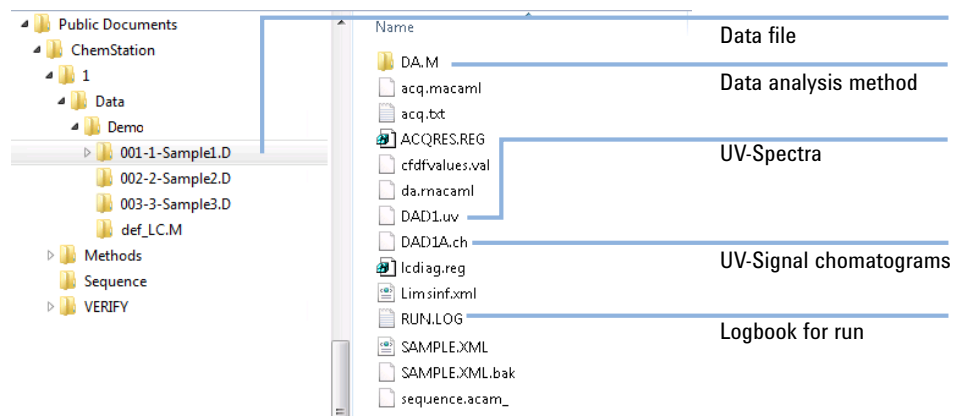 Public Documents
ChemStation
1
Data
Demo
001-1-Sample1.D
002-2-Sample2.D
003-3-Sample3.D
def_LC.M
Methods
Sequence
VERIFY
Name
DA.M
acq.macaml
acq.txt
ACQRES.REG
cfdfvalues.val
da.macaml
DAD1.uv
DAD1A.ch
lcdiag.reg
Limsinf.xml
RUN.LOG
SAMPLE.XML
SAMPLE.XML.bak
sequence.acam_
Data file
Data analysis method
UV-Spectra
UV-Signal chomatograms
Logbook for run